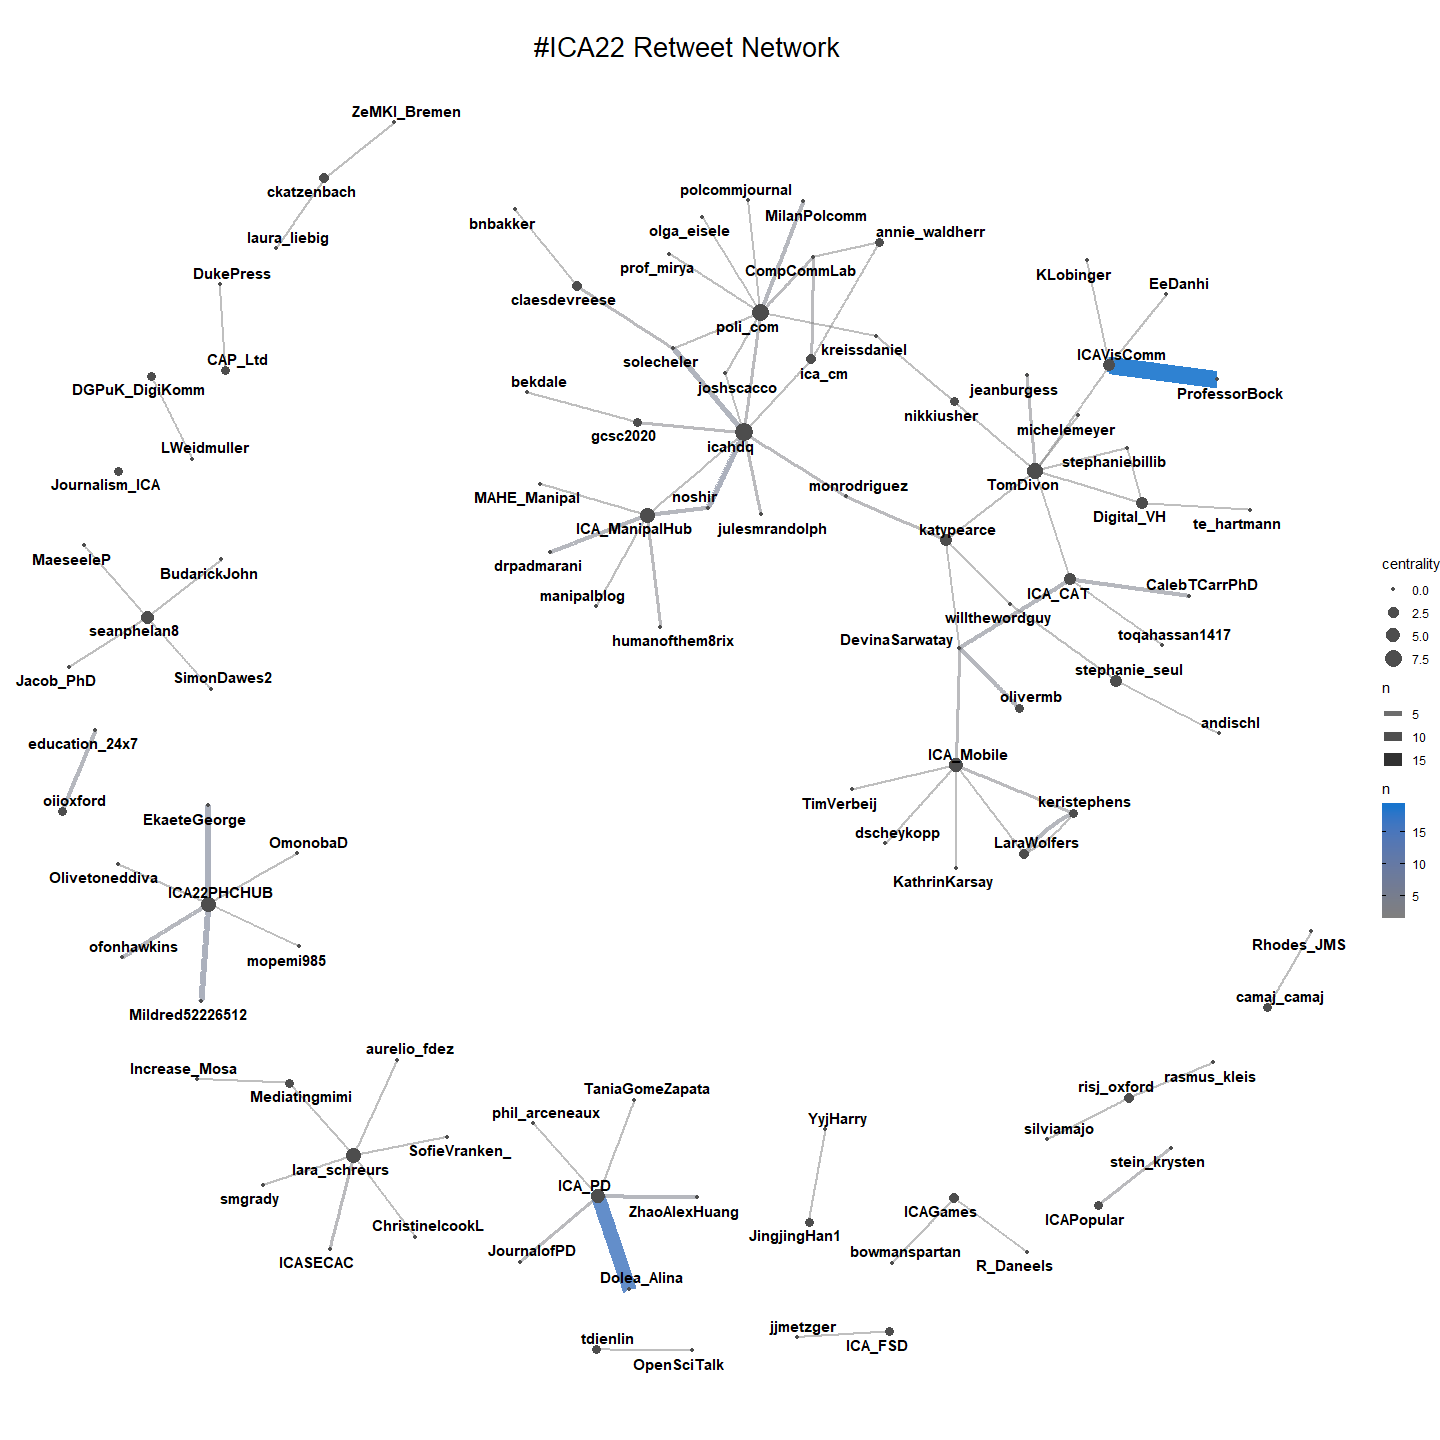 #ICA22 Retweet Network
ZeMKI_Bremen
ckatzenbach
laura_liebig
DukePress
CAP_Ltd
DGPuK_DigiKomm
LWeidmuller
Journalism_ICA
polcommjournal
MilanPolcomm
bnbakker
olga_eisele
annie_waldherr
prof_mirya
CompCommLab
claesdevreese
poli_com
kreissdaniel
solecheler
ica_cm
bekdale
joshscacco
gcsc2020
icahdq
nikkiusher
KLobinger
EeDanhi
ICAVisComm
ProfessorBock
jeanburgess
michelemeyer
stephaniebillib
TomDivon
Digital_VH
te_hartmann
MAHE_Manipal
noshir
monrodriguez
ICA_ManipalHub
julesmrandolph
katypearce
drpadmarani
manipalblog
humanofthem8rix
ICA_CAT
CalebTCarrPhD
willthewordguy
toqahassan1417
DevinaSarwatay
stephanie_seul
olivermb
andischl
ICA_Mobile
TimVerbeij
keristephens
dscheykopp
LaraWolfers
KathrinKarsay
MaeseeleP
BudarickJohn
seanphelan8
Jacob_PhD
SimonDawes2
education_24x7
oiioxford
EkaeteGeorge
OmonobaD
Olivetoneddiva
ICA22PHCHUB
ofonhawkins
mopemi985
Mildred52226512
Increase_Mosa
aurelio_fdez
Mediatingmimi
SofieVranken_
lara_schreurs
smgrady
ChristinelcookL
ICASECAC
TaniaGomeZapata
phil_arceneaux
ICA_PD
ZhaoAlexHuang
JournalofPD
Dolea_Alina
YyjHarry
JingjingHan1
ICAGames
bowmanspartan
R_Daneels
Rhodes_JMS
camaj_camaj
rasmus_kleis
risj_oxford
silviamajo
stein_krysten
ICAPopular
tdienlin
OpenSciTalk
jjmetzger
ICA_FSD
centrality
0.0
2.5
5.0
7.5
n
5
10
15
n
15
10
5